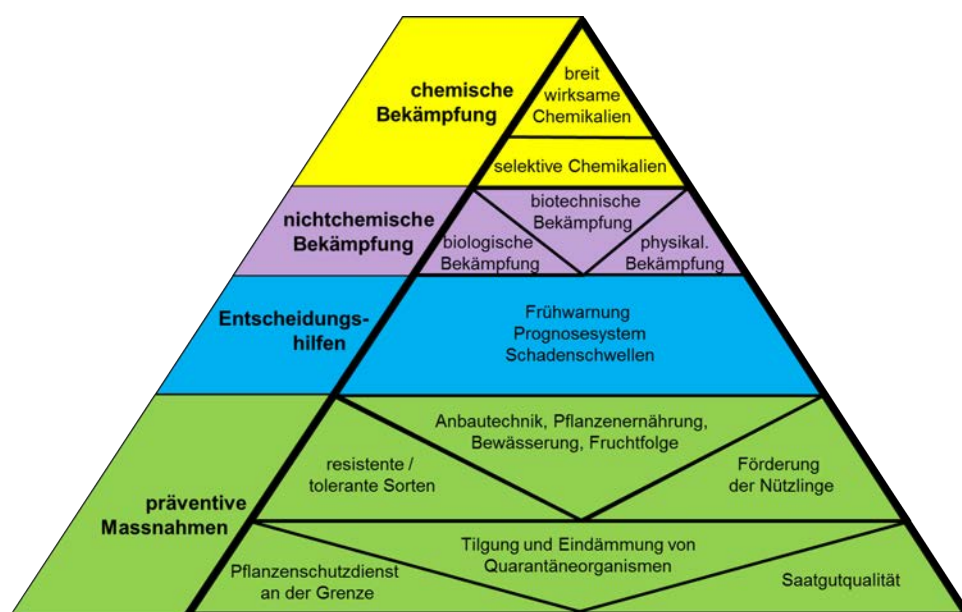 chemische
Bekämpfung
breit
wirksame
Chemikalien
selektive Chemikalien
nichtchemische
Bekämpfung
biotechnische
Bekämpfung
biologische
Bekämpfung
physikal.
Bekämpfung
Entscheidungs-
hilfen
Frühwarnung
Prognosesystem
Schadenschwellen
präventive
Massnahmen
Anbautechnik, Pflanzenernährung,
Bewässerung, Fruchtfolge
resistente /
tolerante Sorten
Förderung
der Nützlinge
Tilgung und Eindämmung von
Quarantäneorganismen
Pflanzenschutzdienst
an der Grenze
Saatgutqualität